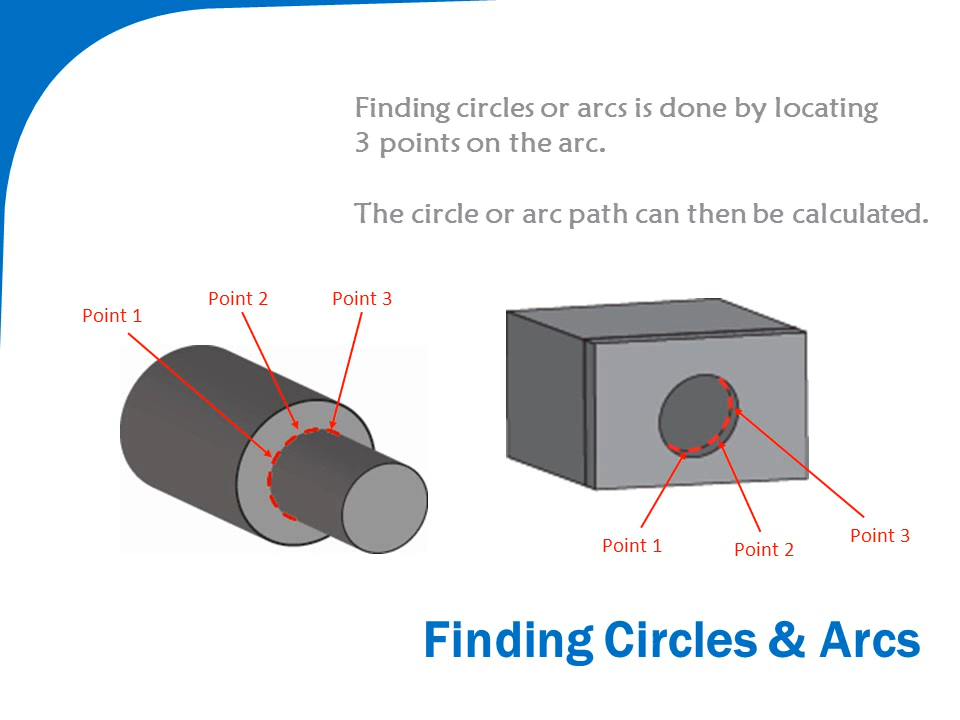 Finding circles or arcs is done by locating
3 points on the arc.
The circle or arc path can then be calculated.
Point 1
Point 2
Point 3
Point 1
Point 2
Point 3
Finding Circles & Arcs